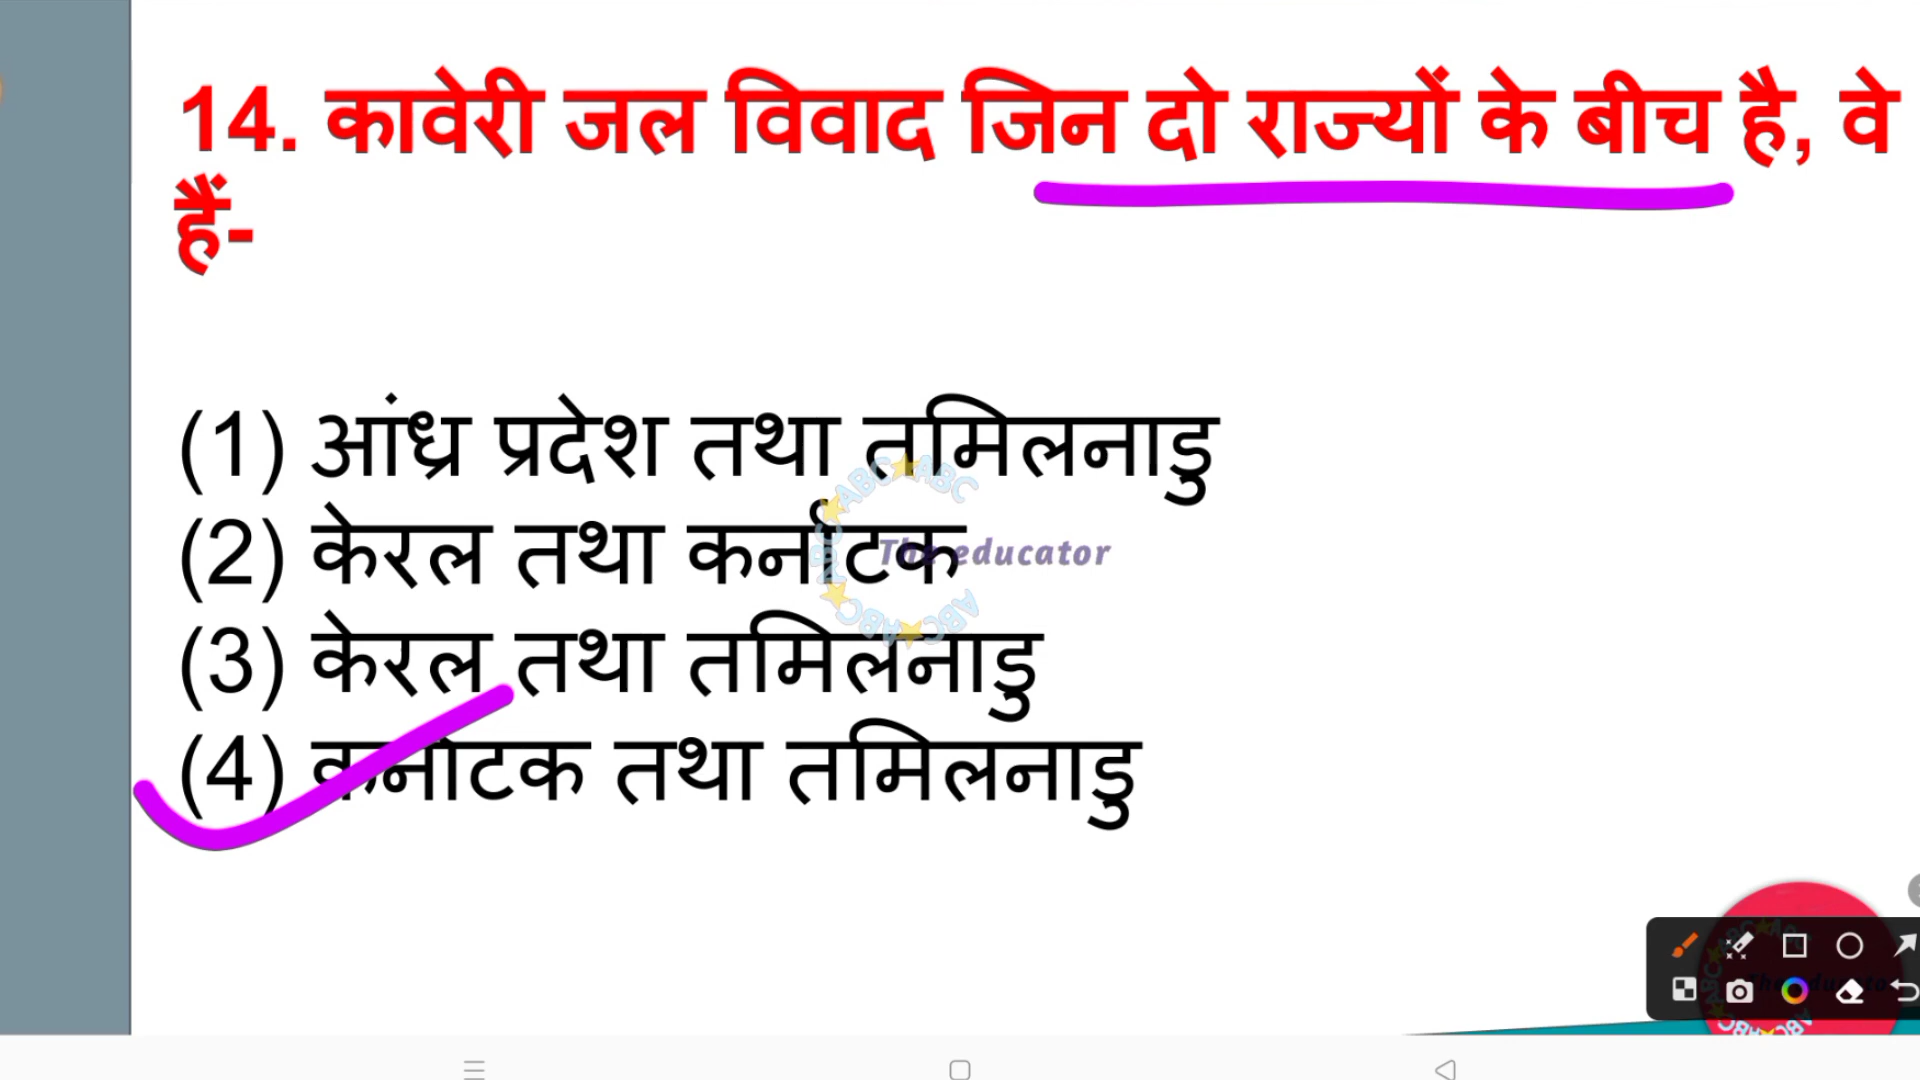 14. कावेरी जल विवाद जिन दो राज्यों के बीच है, वे
हैं-
(1) आंध्र प्रदेश तथा तमिलनाडु
(2) केरल तथा कर्नाटक
The educator
(3) केरल तथा तमिलनाडु
(4) कर्नाटक तथा तमिलनाडु